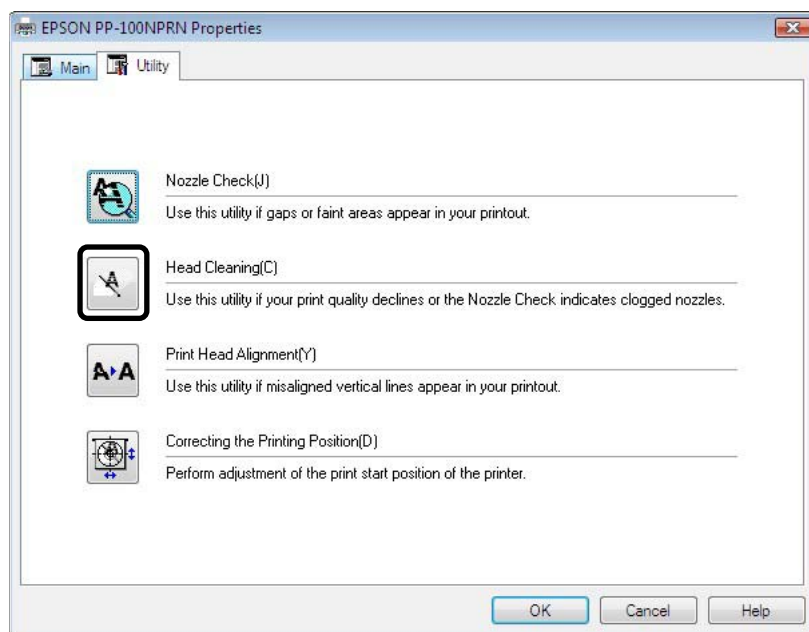 EPSON PP-100NPRN Properties
Main Utility
Nozzle Check(J)
Use this utility if gaps or faint areas appear in your printout.
Head Cleaning(C)
Use this utility if your print quality declines or the Nozzle Check indicates clogged nozzles.
Print Head Alignment(Y)
Use this utility if misaligned vertical lines appear in your printout.
Correcting the Printing Position(D)
Perform adjustment of the print start position of the printer.
OK Cancel Help